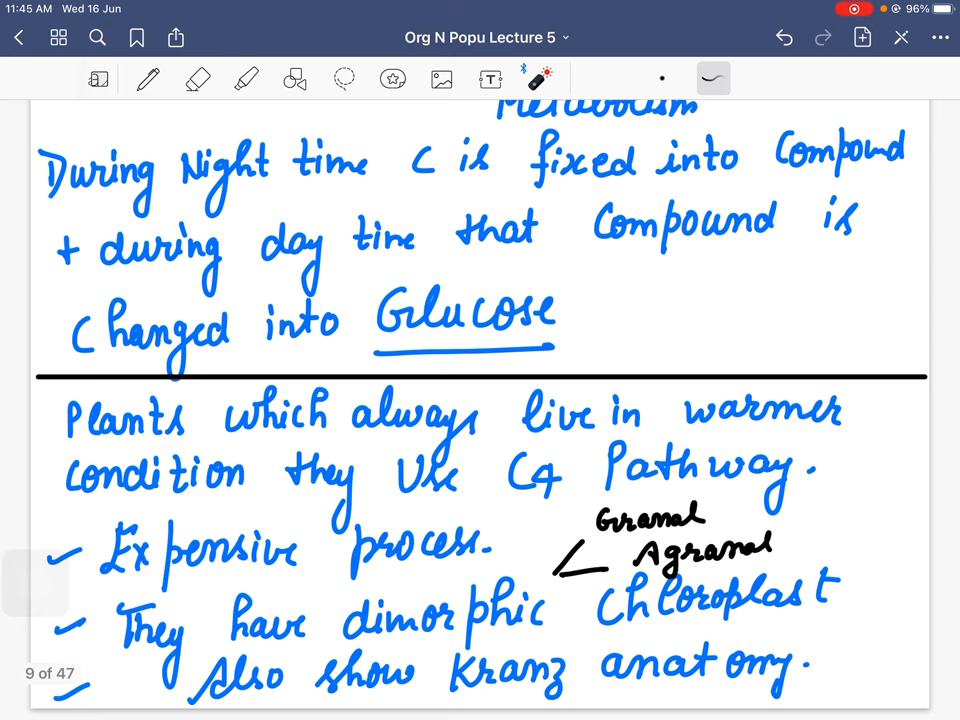 11:45 AM Wed 16 Jun
96%
Org N Popu Lecture 5
Metabolism
During Night time C is fixed into Compound
+ during day time that Compound is
Changed into Glucose
Plants which always live in warmer
condition they Use C4 Pathway.
Granal
Expensive process.
Agranal
They have dimorphic Chloroplast
9 of 47
Also show Kranz anatomy.